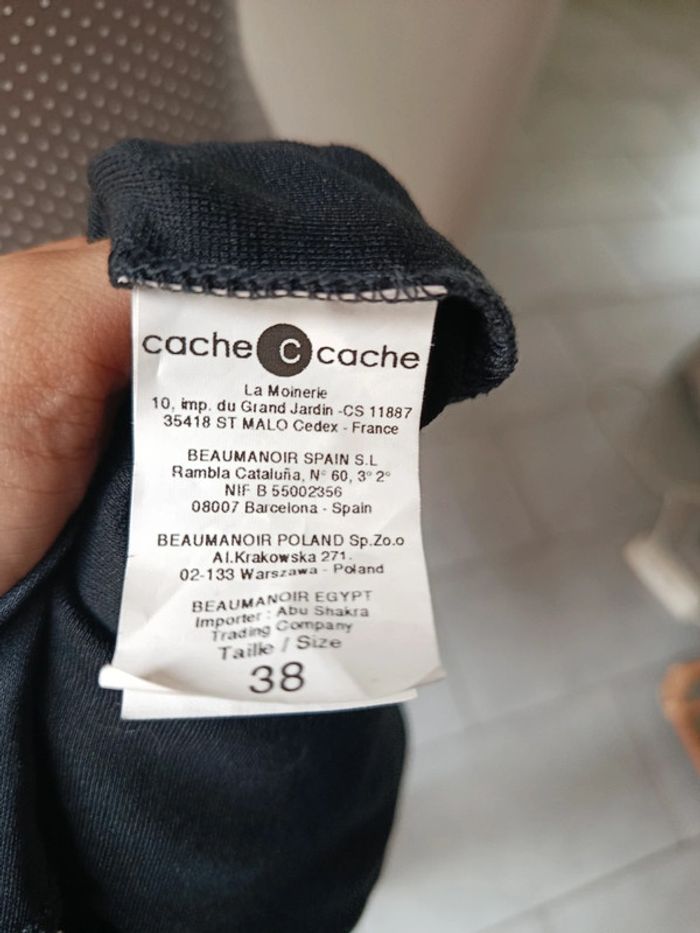 cache C cache
La Moinerie
10, imp. du Grand Jardin -CS 11887
35418 ST MALO Cedex - France
BEAUMANOIR SPAIN S.L
Rambla Cataluña, N° 60, 3° 2°
NIF B 55002356
08007 Barcelona - Spain
BEAUMANOIR POLAND Sp.Zo.o
Al.Krakowska 271.
02-133 Warszawa - Poland
BEAUMANOIR EGYPT
Importer : Abu Shakra
Trading Company
Taille / Size
38